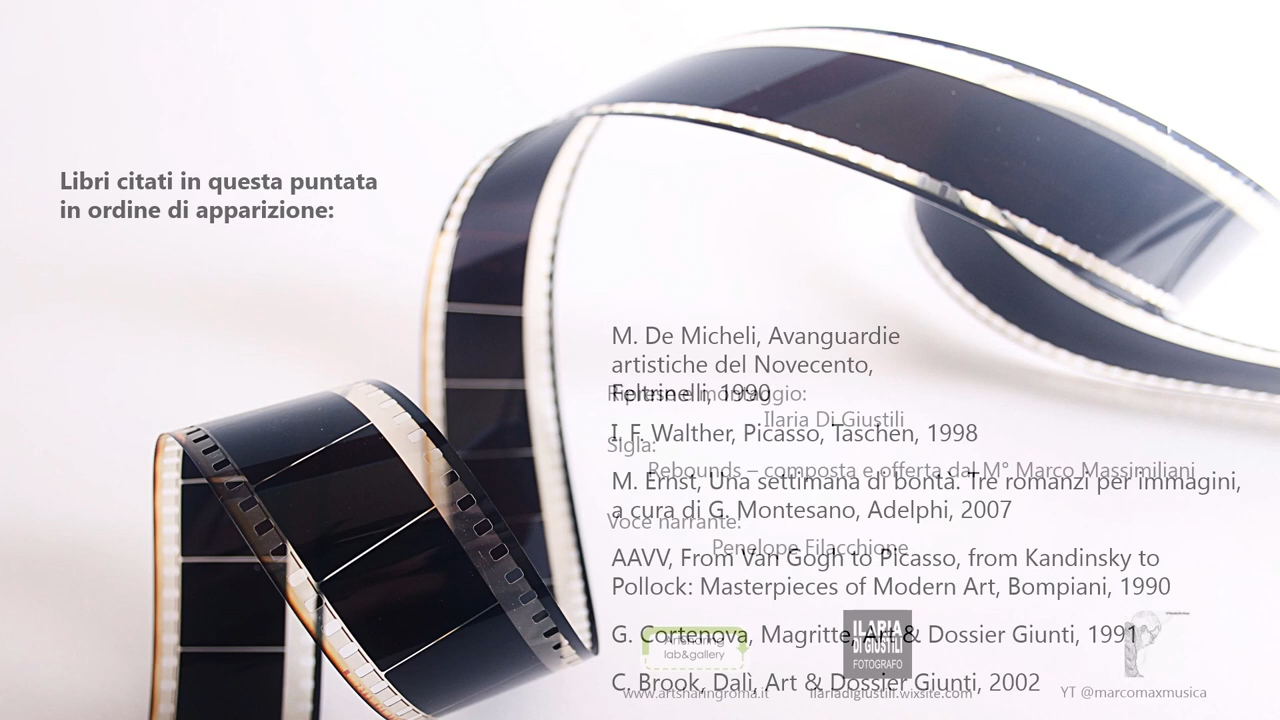 Libri citati in questa puntata
in ordine di apparizione:
M. De Micheli, Avanguardie
artistiche del Novecento,
Feltrinelli, 1990
Riprese e montaggio:
Ilaria Di Giustili
I. F. Walther, Picasso, Taschen, 1998
Sigla:
Rebounds – composta e offerta dal M° Marco Massimiliani
M. Ernst, Una settimana di bontà. Tre romanzi per immagini,
a cura di G. Montesano, Adelphi, 2007
Voce narrante:
Penelope Filacchione
AAVV, From Van Gogh to Picasso, from Kandinsky to
Pollock: Masterpieces of Modern Art, Bompiani, 1990
G. Cortenova, Magritte, Art & Dossier Giunti, 1991
Artsharing
lab&gallery
ILARIA
DI GIUSTILI
FOTOGRAFO
C. Brook, Dalì, Art & Dossier Giunti, 2002
www.artsharingroma.it
ilariadigiustili.wixsite.com
YT @marcomaxmusica